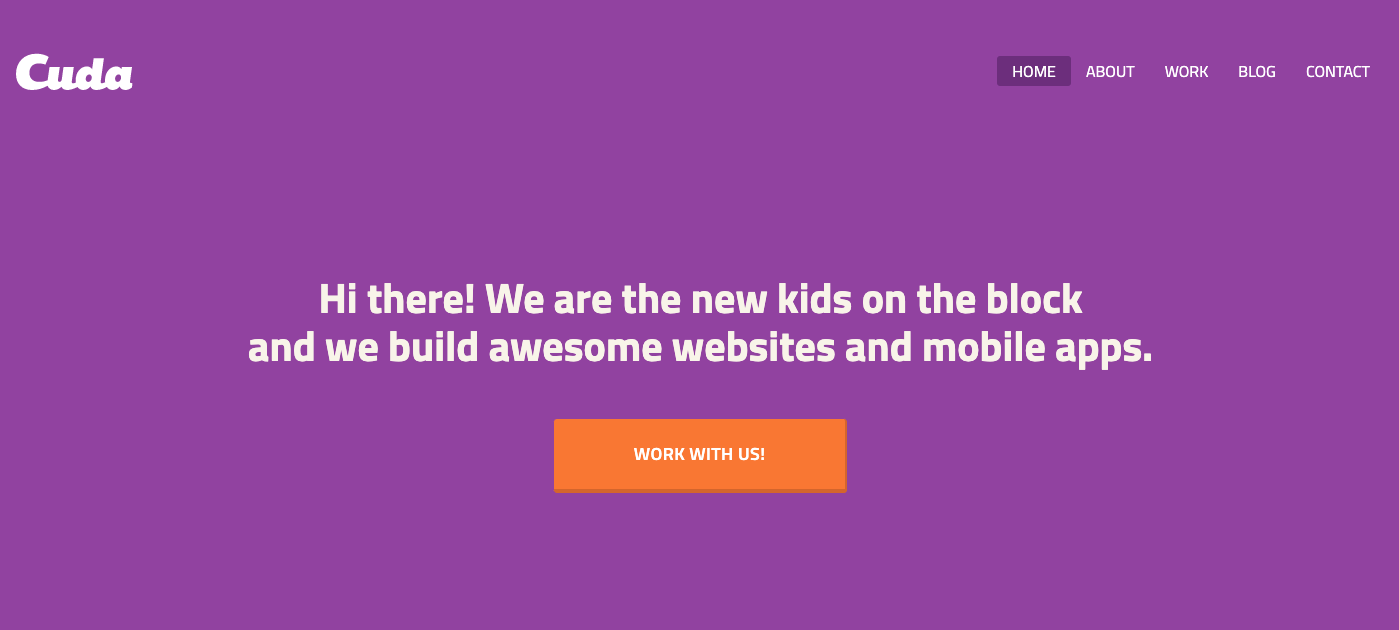 Cuda
HOME ABOUT WORK BLOG CONTACT
Hi there! We are the new kids on the block
and we build awesome websites and mobile apps.
WORK WITH US!